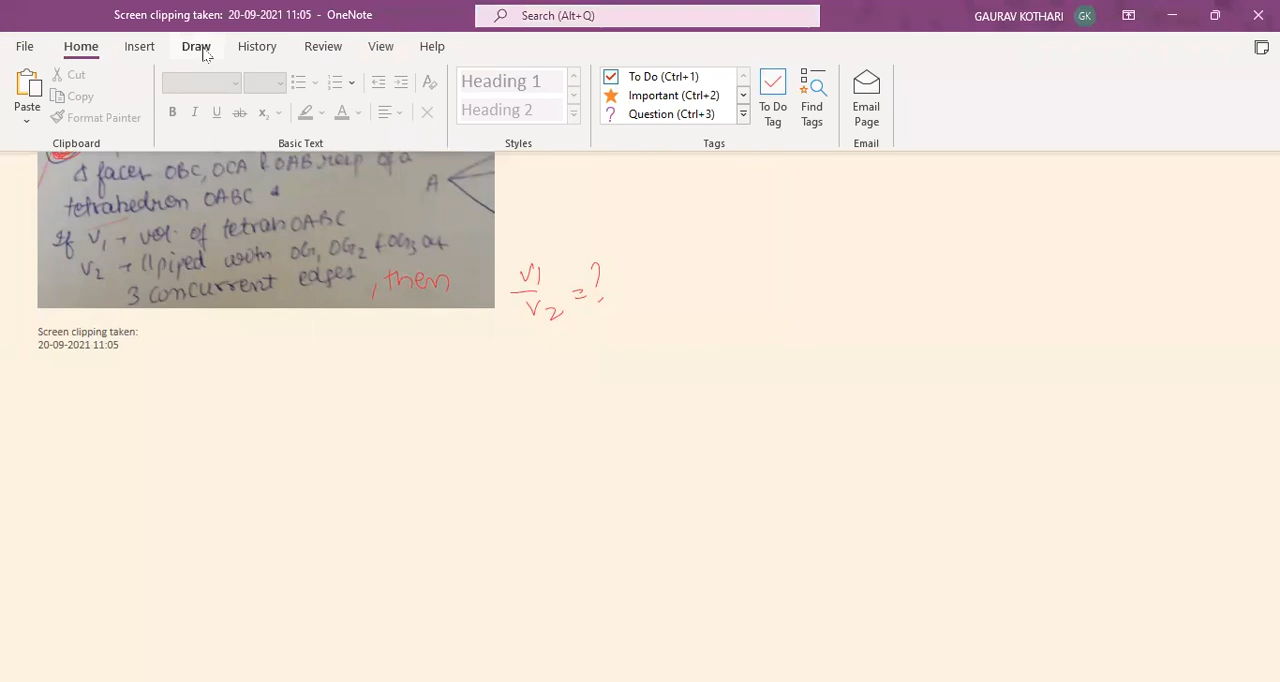 Screen clipping taken: 20-09-2021 11:05 - OneNote
Search (Alt+Q)
GAURAV KOTHARI GK
File Home Insert Draw History Review View Help
Paste
Cut
Copy
Format Painter
Clipboard
B I U ab x₂ A
Basic Text
Heading 1
Heading 2
Styles
To Do (Ctrl+1)
Important (Ctrl+2)
Question (Ctrl+3)
To Do Tag
Find Tags
Tags
Email Page
Email
Δ faces OBC, OCA & OAB resp of a
tetrahedron OABC
A
If V₁ → vol. of tetrah OABC
V₂ → ||piped with OG₁, OG₂ & OG₃ as
3 concurrent edges , then
V1/V2 = ?
Screen clipping taken:
20-09-2021 11:05